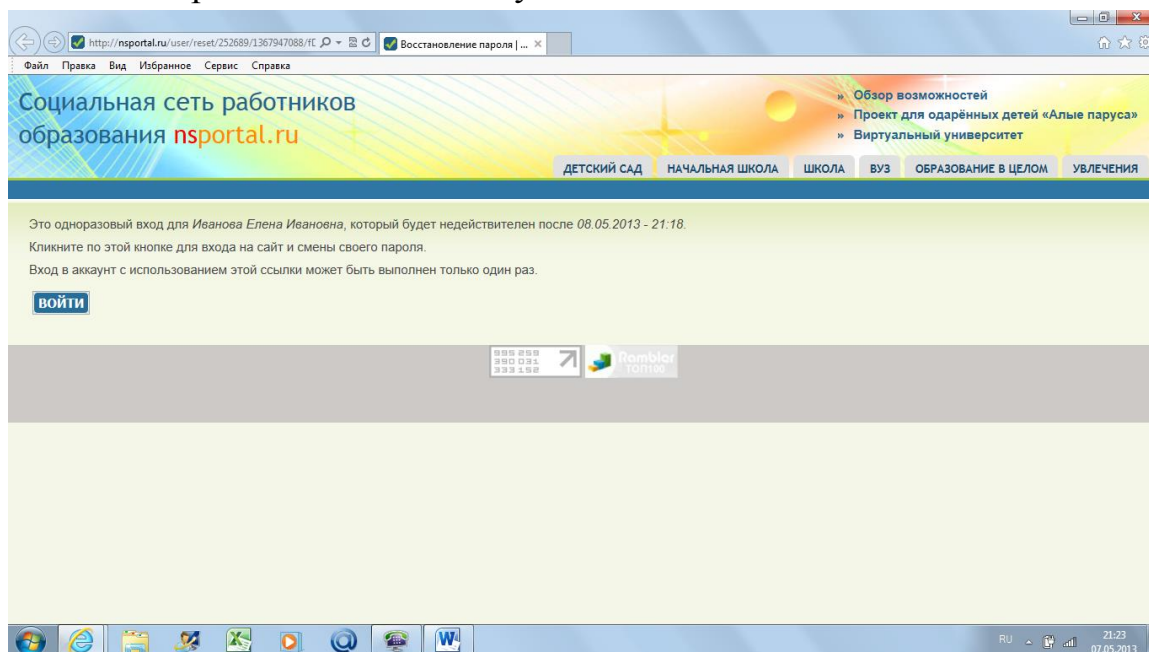 http://nsportal.ru/user/reset/252689/1367947088/
Восстановление пароля | ...
Файл Правка Вид Избранное Сервис Справка
Социальная сеть работников
образования nsportal.ru
» Обзор возможностей
» Проект для одарённых детей «Алые паруса»
» Виртуальный университет
ДЕТСКИЙ САД НАЧАЛЬНАЯ ШКОЛА ШКОЛА ВУЗ ОБРАЗОВАНИЕ В ЦЕЛОМ УВЛЕЧЕНИЯ
Это одноразовый вход для Иванова Елена Ивановна, который будет недействителен после 08.05.2013 - 21:18.
Кликните по этой кнопке для входа на сайт и смены своего пароля.
Вход в аккаунт с использованием этой ссылки может быть выполнен только один раз.
ВОЙТИ
Rambler
ТОП100
RU
21:23
07.05.2013